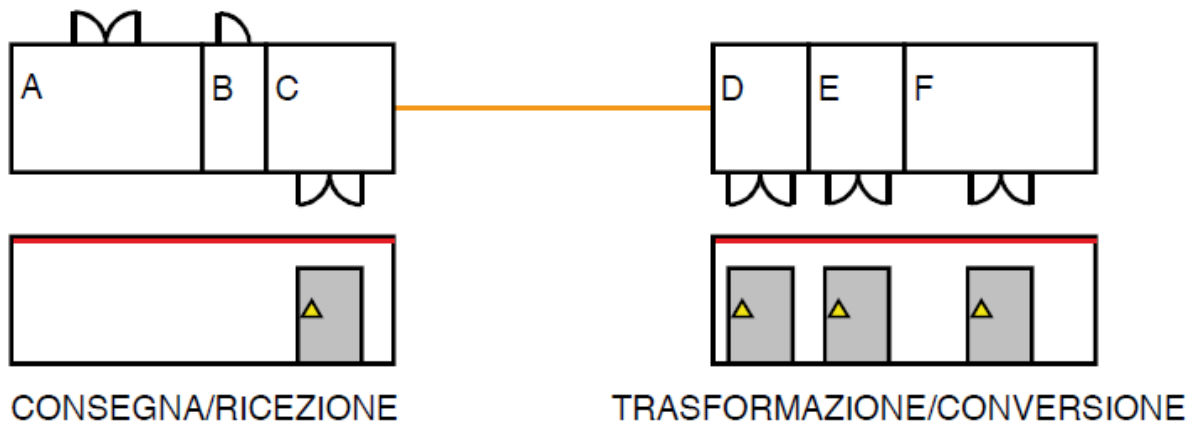 A B C D E F
CONSEGNA/RICEZIONE
TRASFORMAZIONE/CONVERSIONE